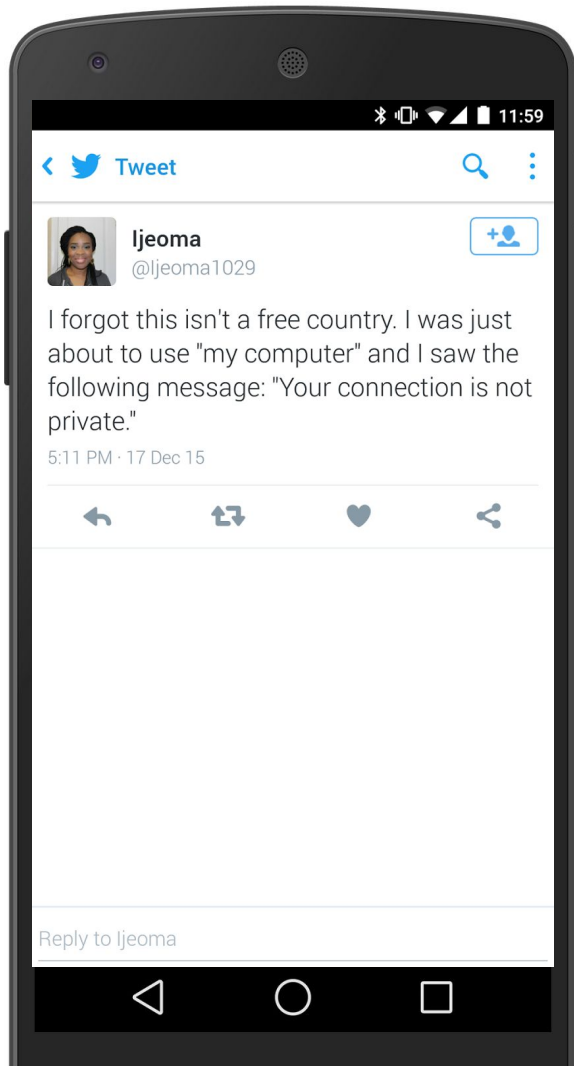 11:59
Tweet
Ijeoma
@Ijeoma1029
I forgot this isn't a free country. I was just
about to use "my computer" and I saw the
following message: "Your connection is not
private."
5:11 PM · 17 Dec 15
Reply to Ijeoma